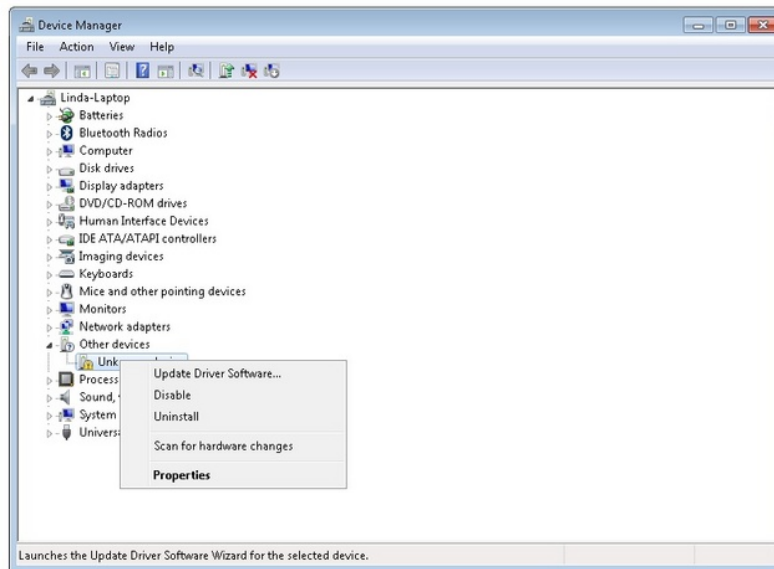 Device Manager
File Action View Help
Linda-Laptop
Batteries
Bluetooth Radios
Computer
Disk drives
Display adapters
DVD/CD-ROM drives
Human Interface Devices
IDE ATA/ATAPI controllers
Imaging devices
Keyboards
Mice and other pointing devices
Monitors
Network adapters
Other devices
Update Driver Software...
Process
Disable
Sound,
Uninstall
System
Scan for hardware changes
Properties
Launches the Update Driver Software Wizard for the selected device.